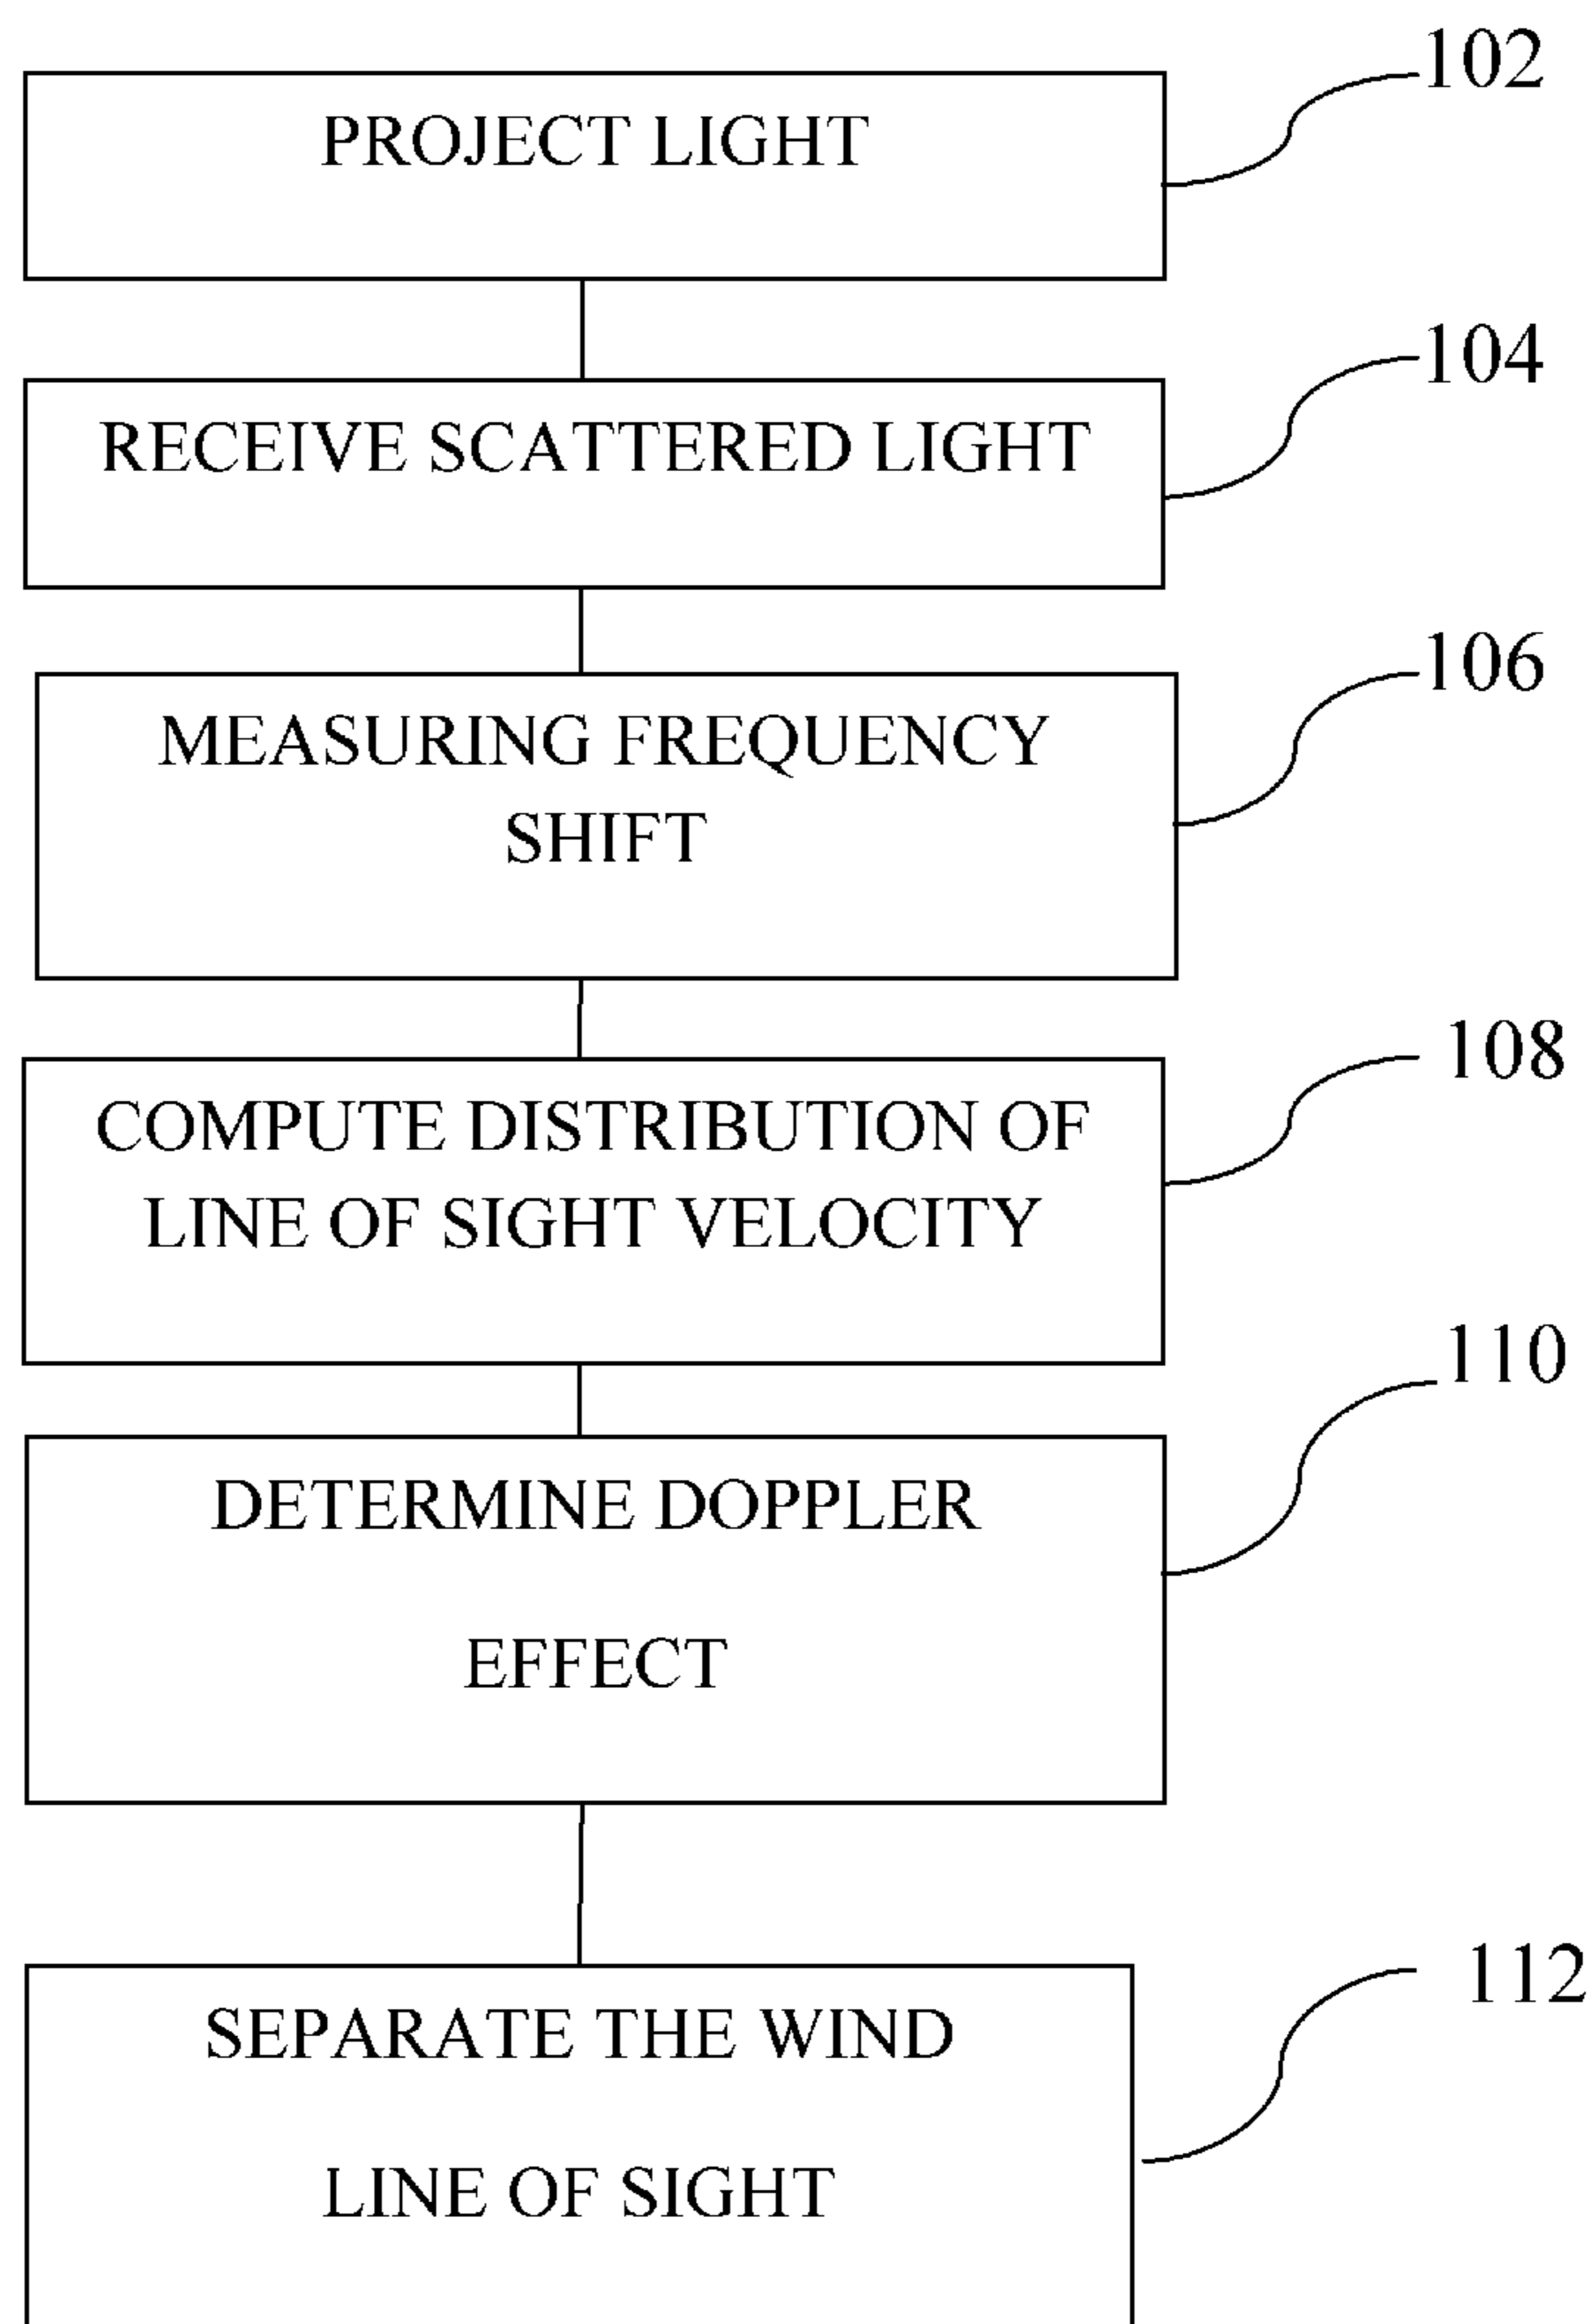 102
PROJECT LIGHT
104
RECEIVE SCATTERED LIGHT
106
MEASURING FREQUENCY
SHIFT
108
COMPUTE DISTRIBUTION OF
LINE OF SIGHT VELOCITY
110
DETERMINE DOPPLER
EFFECT
112
SEPARATE THE WIND
LINE OF SIGHT